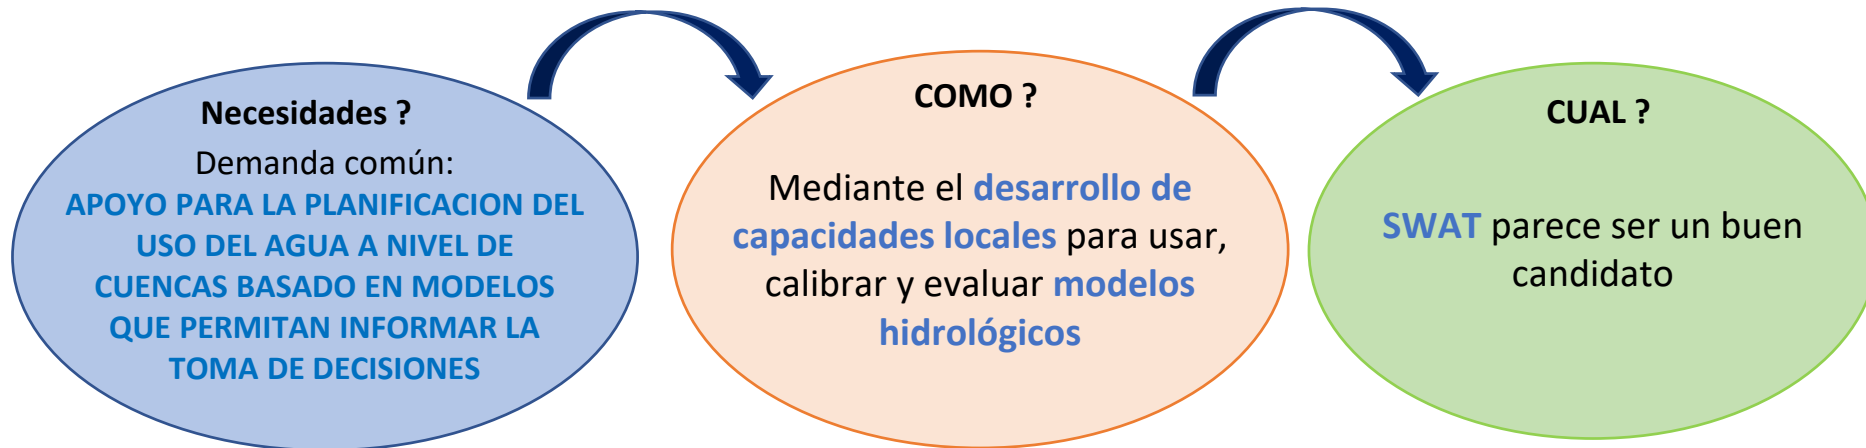 Necesidades ?
Demanda común:
APOYO PARA LA PLANIFICACION DEL
USO DEL AGUA A NIVEL DE
CUENCAS BASADO EN MODELOS
QUE PERMITAN INFORMAR LA
TOMA DE DECISIONES
COMO ?
Mediante el desarrollo de
capacidades locales para usar,
calibrar y evaluar modelos
hidrológicos
CUAL ?
SWAT parece ser un buen
candidato